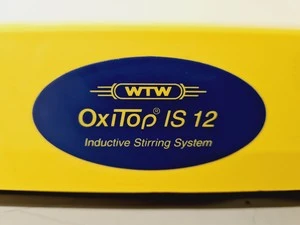 WTW
OxiTop® IS 12
Inductive Stirring System